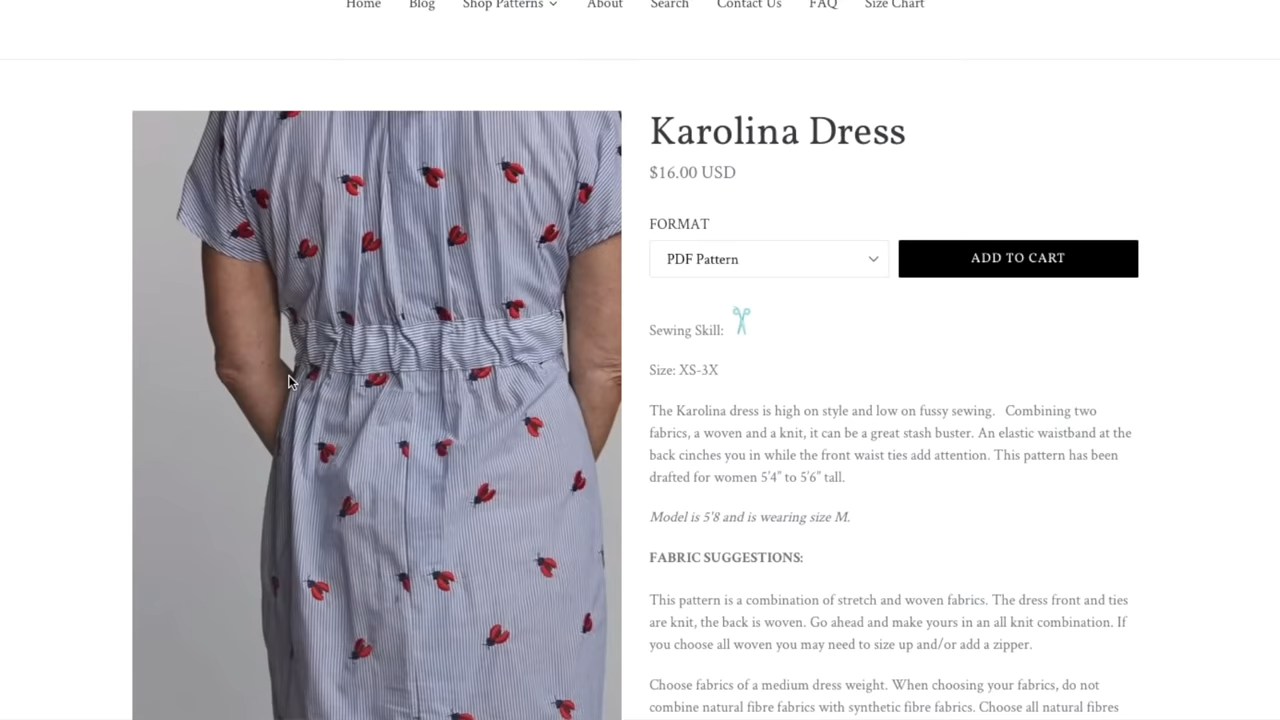 Home Blog Shop Patterns About Search Contact Us FAQ Size Chart
Karolina Dress
$16.00 USD
FORMAT
PDF Pattern
ADD TO CART
Sewing Skill:
Size: XS-3X
The Karolina dress is high on style and low on fussy sewing. Combining two
fabrics, a woven and a knit, it can be a great stash buster. An elastic waistband at the
back cinches you in while the front waist ties add attention. This pattern has been
drafted for women 5'4" to 5'6" tall.
Model is 5'8 and is wearing size M.
FABRIC SUGGESTIONS:
This pattern is a combination of stretch and woven fabrics. The dress front and ties
are knit, the back is woven. Go ahead and make yours in an all knit combination. If
you choose all woven you may need to size up and/or add a zipper.
Choose fabrics of a medium dress weight. When choosing your fabrics, do not
combine natural fibre fabrics with synthetic fibre fabrics. Choose all natural fibres